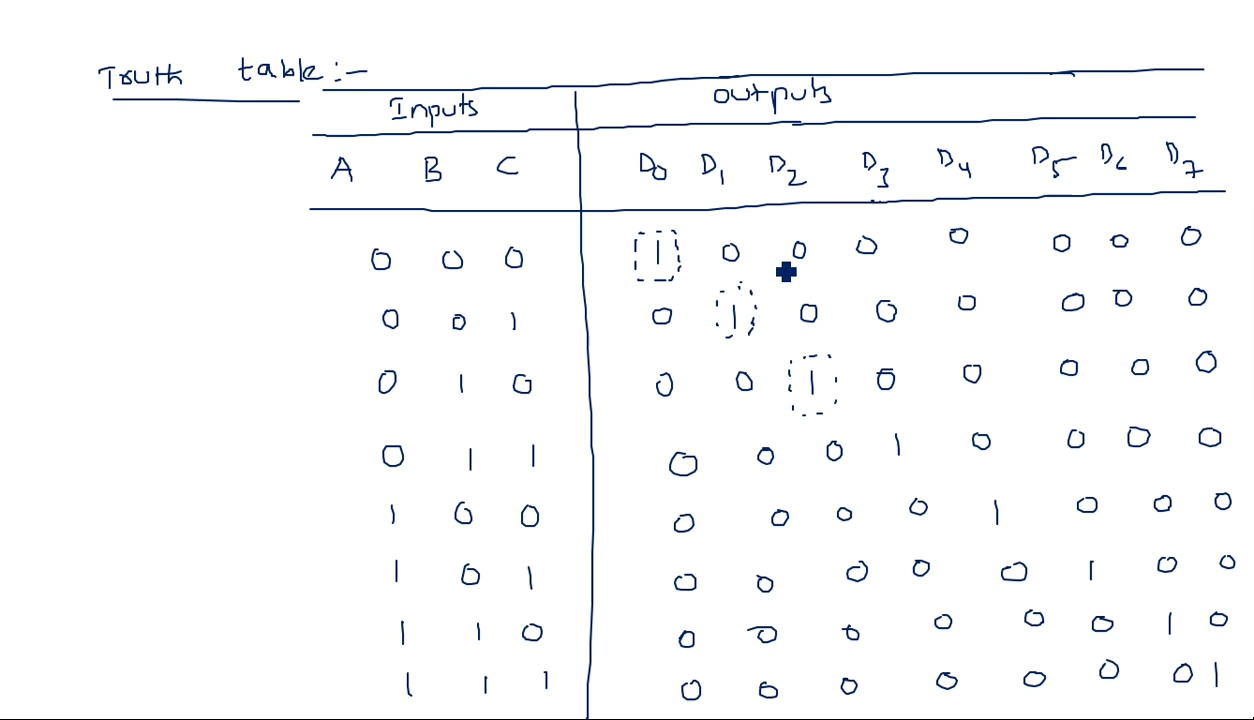 Truth table :-
Inputs outputs
A B C D0 D1 D2 D3 D4 D5 D6 D7
0 0 0 1 0 0 0 0 0 0 0
0 0 1 0 1 0 0 0 0 0 0
0 1 0 0 0 1 0 0 0 0 0
0 1 1 0 0 0 1 0 0 0 0
1 0 0 0 0 0 0 1 0 0 0
1 0 1 0 0 0 0 0 1 0 0
1 1 0 0 0 0 0 0 0 1 0
1 1 1 0 0 0 0 0 0 0 1